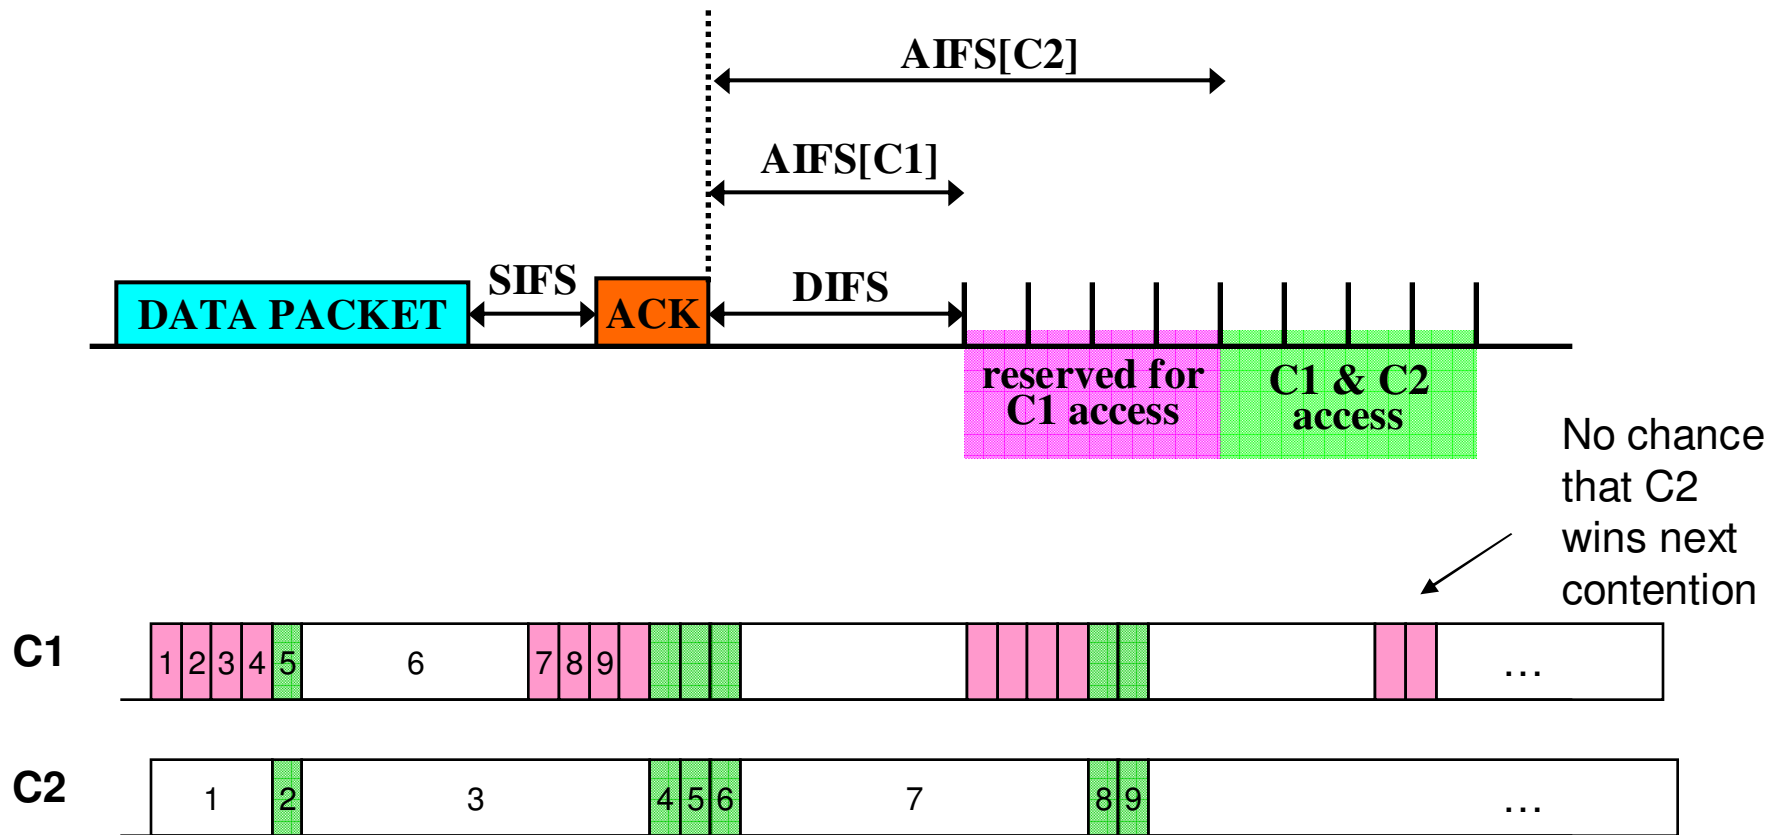 AIFS[C2]
AIFS[C1]
SIFS
DIFS
DATA PACKET
ACK
reserved for
C1 access
C1 & C2
access
No chance
that C2
wins next
contention
C1
1 2 3 4 5 6 7 8 9 ...
C2
1 2 3 4 5 6 7 8 9 ...